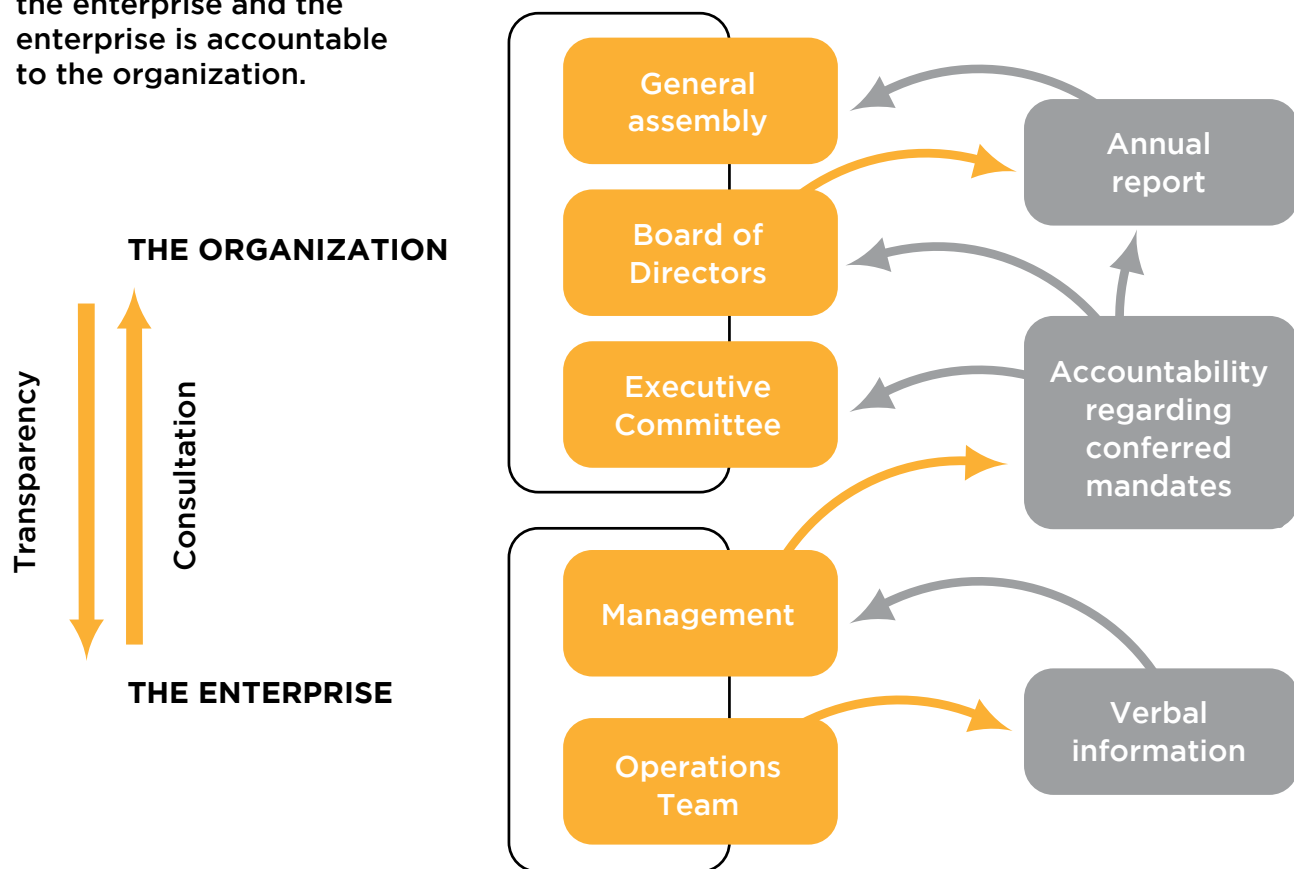 the enterprise and the
enterprise is accountable
to the organization.
General
assembly
Annual
report
THE ORGANIZATION
Board of
Directors
Executive
Committee
Accountability
regarding
conferred
mandates
Transparency
Consultation
Management
THE ENTERPRISE
Verbal
information
Operations
Team